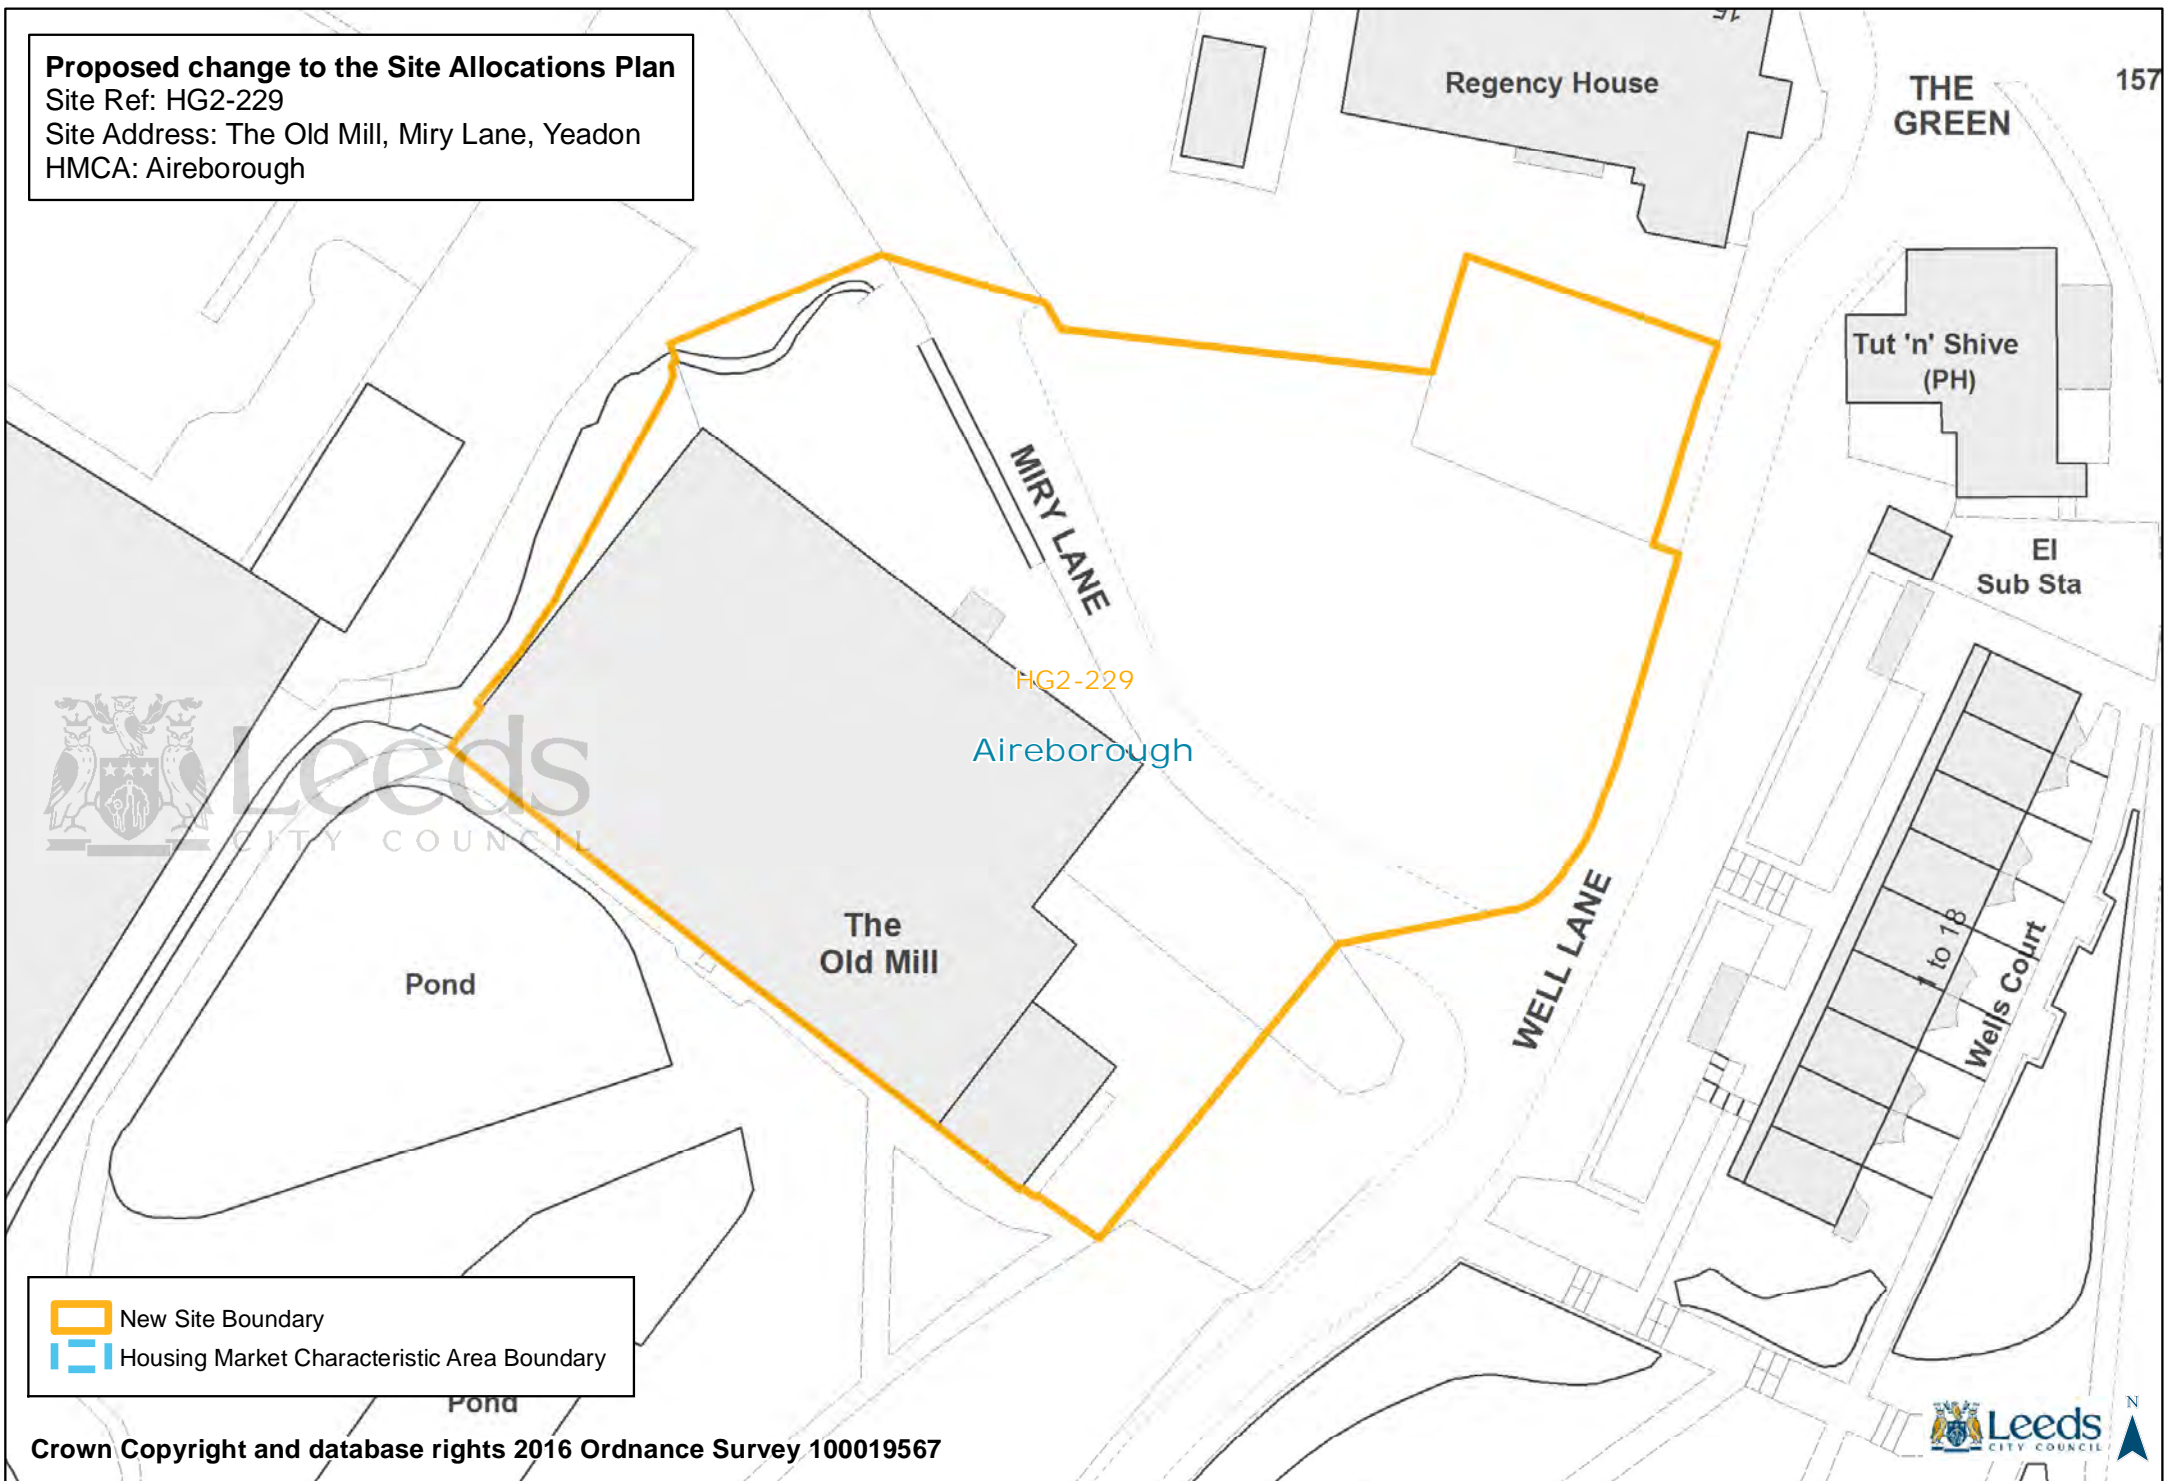 Proposed change to the Site Allocations Plan
Site Ref: HG2-229
Site Address: The Old Mill, Miry Lane, Yeadon
HMCA: Aireborough
15
Regency House
THE
GREEN
157
Tut 'n' Shive
(PH)
El
Sub Sta
MIRY LANE
HG2-229
Aireborough
Leeds
CITY COUNCIL
The
Old Mill
Pond
WELL LANE
1 to 18
Wells Court
New Site Boundary
Housing Market Characteristic Area Boundary
Pond
Crown Copyright and database rights 2016 Ordnance Survey 100019567
Leeds
CITY COUNCIL
N